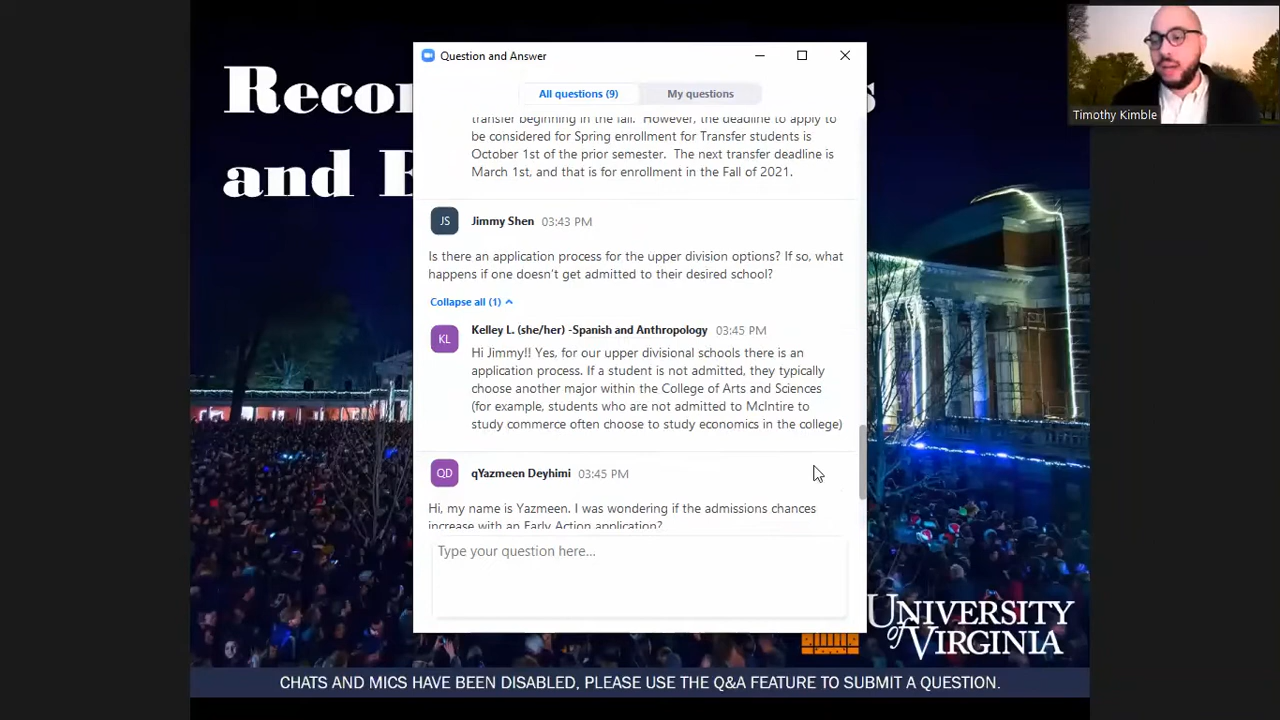 Recor
and E
s
Question and Answer
All questions (9)
My questions
transfer beginning in the fall. However, the deadline to apply to
be considered for Spring enrollment for Transfer students is
October 1st of the prior semester. The next transfer deadline is
March 1st, and that is for enrollment in the Fall of 2021.
JS
Jimmy Shen 03:43 PM
Is there an application process for the upper division options? If so, what
happens if one doesn't get admitted to their desired school?
Collapse all (1)
KL
Kelley L. (she/her) -Spanish and Anthropology 03:45 PM
Hi Jimmy!! Yes, for our upper divisional schools there is an
application process. If a student is not admitted, they typically
choose another major within the College of Arts and Sciences
(for example, students who are not admitted to McIntire to
study commerce often choose to study economics in the college)
QD
qYazmeen Deyhimi 03:45 PM
Hi, my name is Yazmeen. I was wondering if the admissions chances
increase with an Early Action application?
Type your question here...
Timothy Kimble
UNIVERSITY
of VIRGINIA
CHATS AND MICS HAVE BEEN DISABLED, PLEASE USE THE Q&A FEATURE TO SUBMIT A QUESTION.